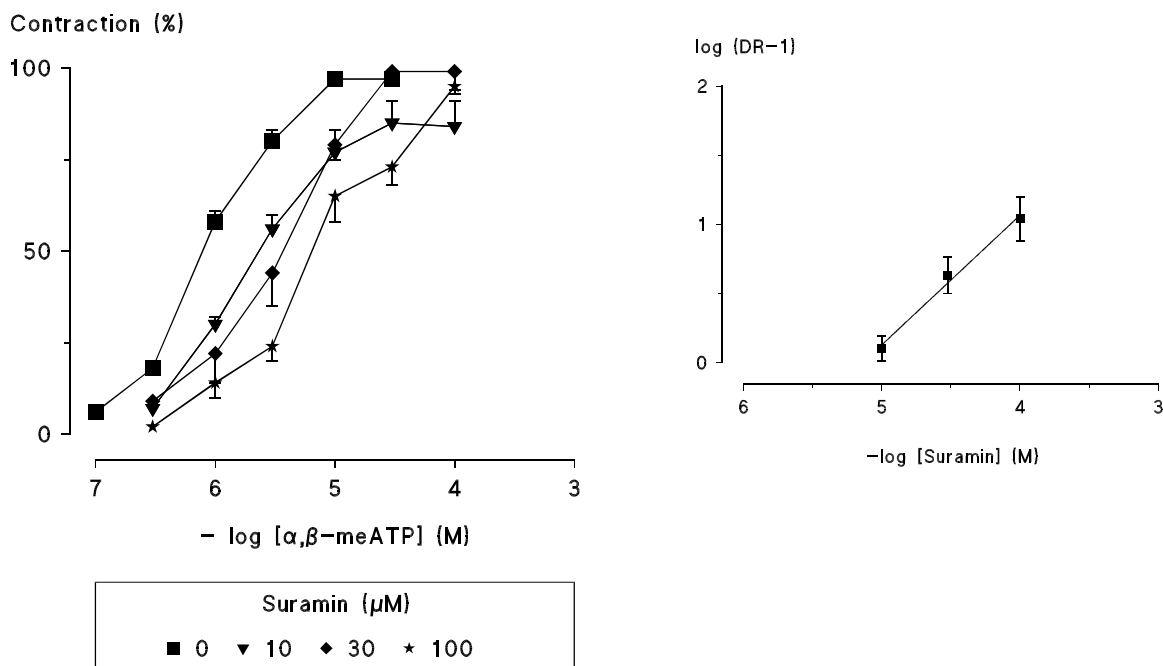 Contraction (%)
100
50
0
7 6 5 4 3
− log [α,β−meATP] (M)
Suramin (μM)
■ 0 ▼ 10 ◆ 30 ★ 100
log (DR−1)
2
1
0
6 5 4 3
−log [Suramin] (M)